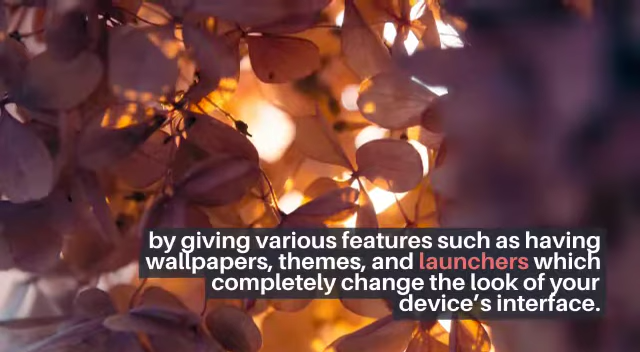 by giving various features such as having
wallpapers, themes, and launchers which
completely change the look of your
device's interface.